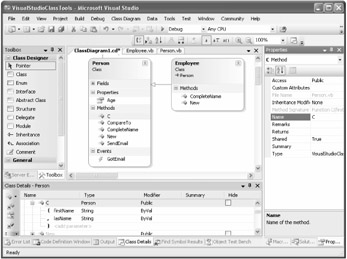 VisualStudioClassTools - Microsoft Visual Studio
File Edit View Project Build Debug Data Class Diagram Tools Test Window Community Help
Debug Any CPU
100%
Toolbox
Class Designer
Pointer
Class
Enum
Interface
Abstract Class
Structure
Delegate
Module
Inheritance
Association
Comment
General
Server E... Toolbox
ClassDiagram1.cd* Employee.vb Person.vb
Person
Class
Fields
Properties
Age
Methods
C
CompareTo
CompleteName
New
SendEmail
Events
GotEmail
Employee
Class
Person
Methods
CompleteName
New
Properties
C Method
Access Public
Custom Attributes
File Name Person.vb
Inheritance Modifi None
Name C
Remarks
Returns
Shared True
Summary
Type VisualStudioClas
Name
Name of the method.
Class Details - Person
Name Type Modifier Summary Hide
C Person Public
firstName String ByVal
lasName String ByVal
<add parameter>
Error List Code Definition Window Output Class Details Find Symbol Results Object Test Bench
Solut... Prop...
Ready